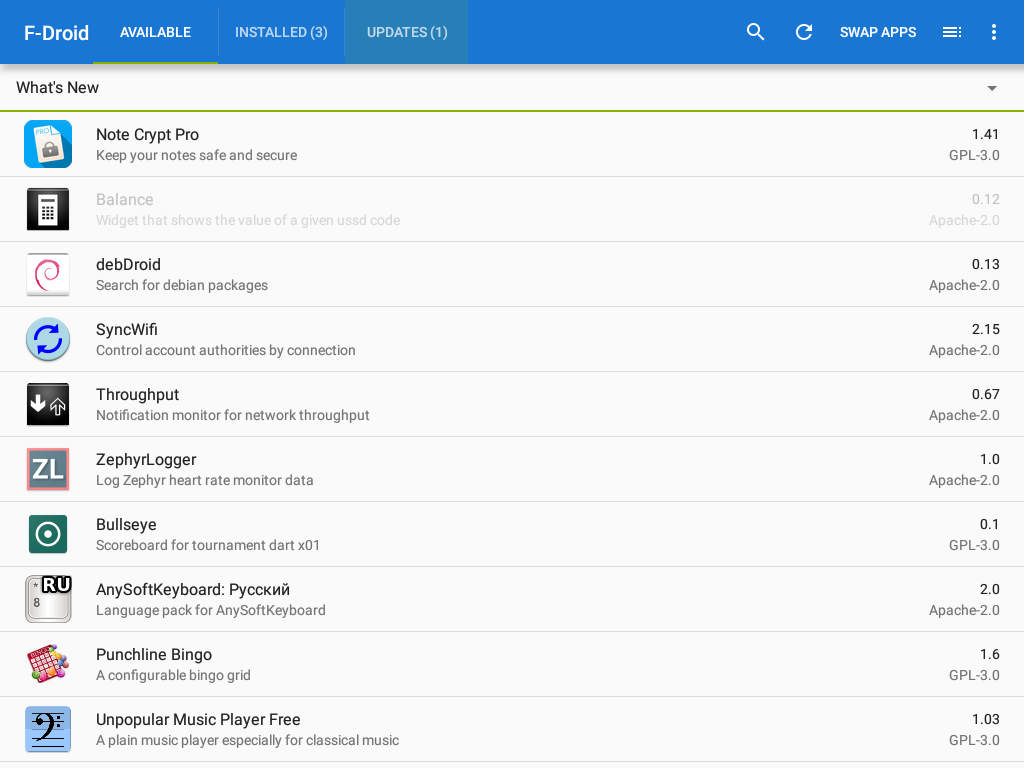 F-Droid AVAILABLE INSTALLED (3) UPDATES (1) SWAP APPS
What's New
PRO Note Crypt Pro 1.41
Keep your notes safe and secure GPL-3.0
Balance 0.12
Widget that shows the value of a given ussd code Apache-2.0
debDroid 0.13
Search for debian packages Apache-2.0
SyncWifi 2.15
Control account authorities by connection Apache-2.0
Throughput 0.67
Notification monitor for network throughput Apache-2.0
ZL ZephyrLogger 1.0
Log Zephyr heart rate monitor data Apache-2.0
Bullseye 0.1
Scoreboard for tournament dart x01 GPL-3.0
* RU AnySoftKeyboard: Русский 2.0
8 Language pack for AnySoftKeyboard Apache-2.0
Punchline Bingo 1.6
A configurable bingo grid GPL-3.0
Unpopular Music Player Free 1.03
A plain music player especially for classical music GPL-3.0